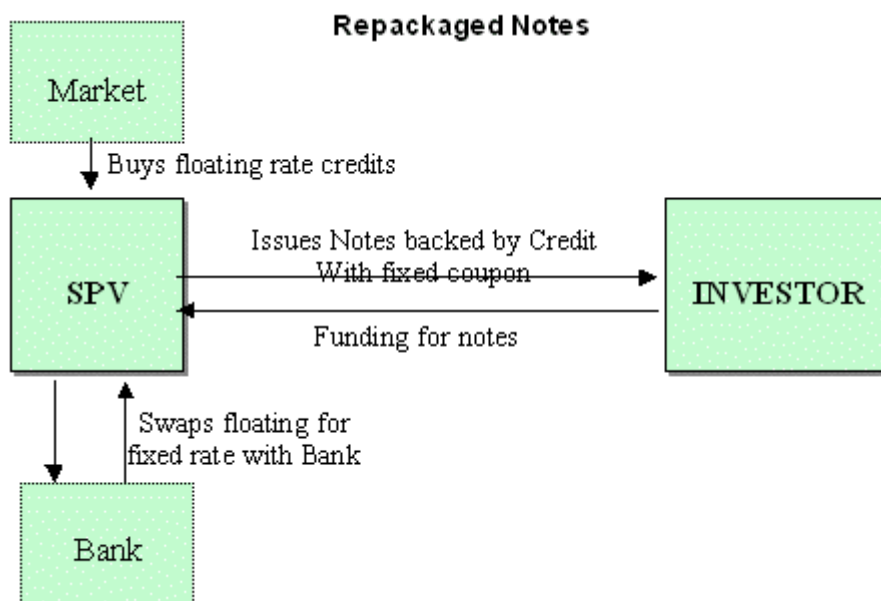 Repackaged Notes
Market
Buys floating rate credits
Issues Notes backed by Credit
With fixed coupon
SPV
INVESTOR
Funding for notes
Swaps floating for
fixed rate with Bank
Bank